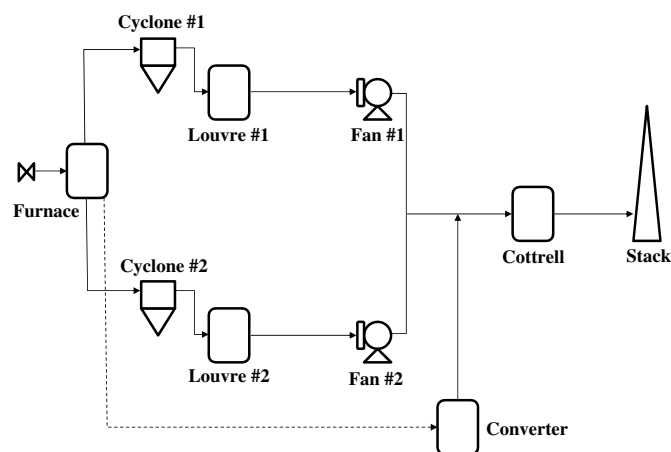 Cyclone #1
Louvre #1
Fan #1
Furnace
Cottrell
Stack
Cyclone #2
Louvre #2
Fan #2
Converter